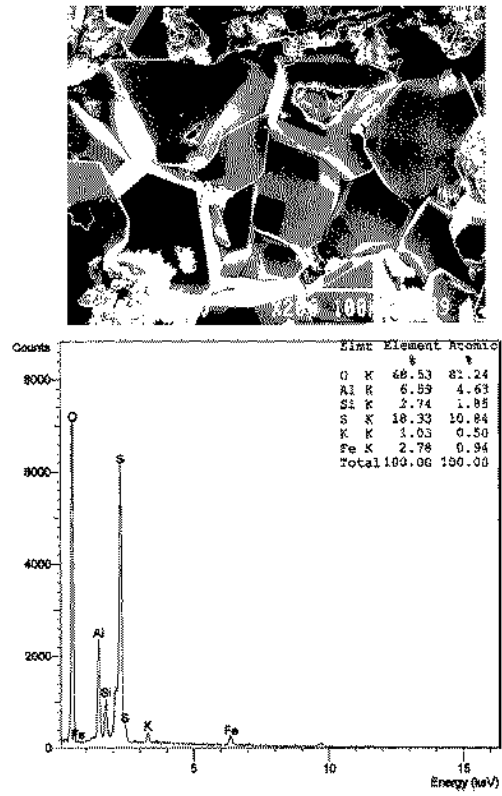 Counts
Elmt Element Atomic
% %
O K 68.53 81.24
Al K 6.59 4.63
Si K 2.74 1.85
S K 18.33 10.84
K K 1.03 0.50
Fe K 2.78 0.94
Total 100.00 100.00
8000
6000
4000
2000
0
O
Fe
Al
Si
S
S
K
Fe
5
10
15
Energy (keV)